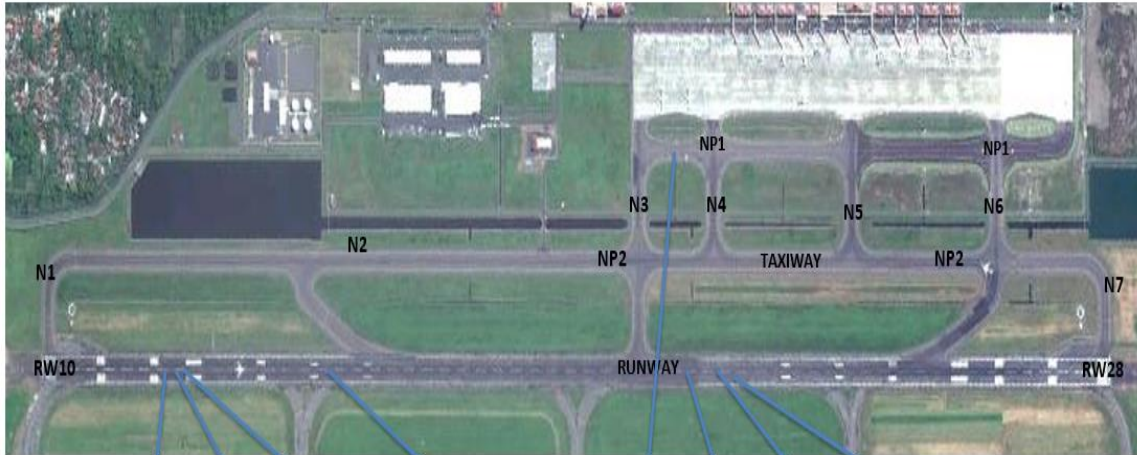 NP1
NP1
N3
N4
N5
N6
N2
NP2
TAXIWAY
NP2
N1
N7
RW10
RUNWAY
RW28